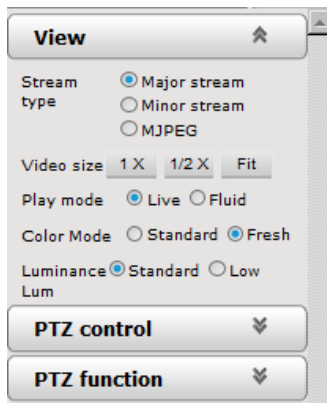 View
Stream type
Major stream
Minor stream
MJPEG
Video size 1 X 1/2 X Fit
Play mode Live Fluid
Color Mode Standard Fresh
Luminance Standard Low
Lum
PTZ control
PTZ function